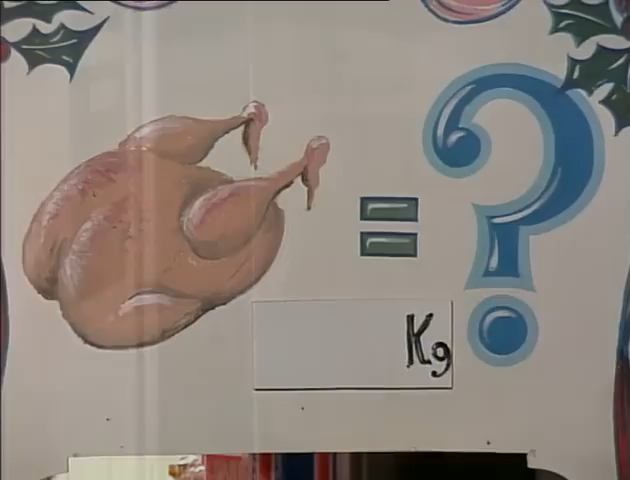 = ?
Kg